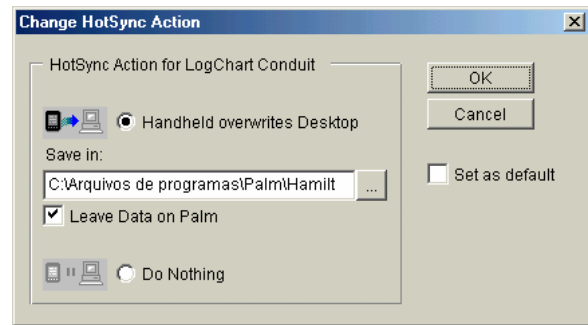 Change HotSync Action
HotSync Action for LogChart Conduit
Handheld overwrites Desktop
Save in:
C:\Arquivos de programas\Palm\Hamilt
...
Leave Data on Palm
Do Nothing
OK
Cancel
Set as default